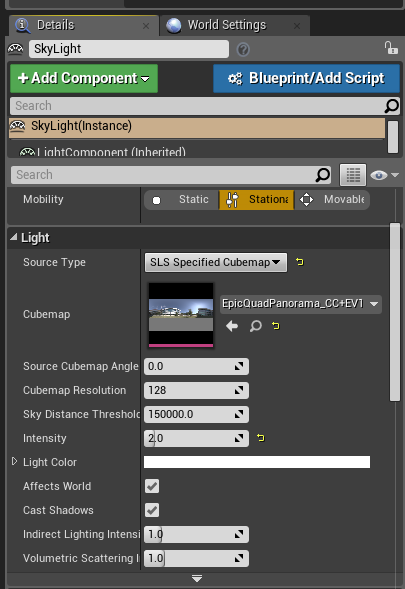 Details
World Settings
SkyLight
+ Add Component
Blueprint/Add Script
Search
SkyLight(Instance)
LightComponent (Inherited)
Search
Mobility Static Stationa Movable
Light
Source Type SLS Specified Cubemap
Cubemap EpicQuadPanorama_CC+EV1
Source Cubemap Angle 0.0
Cubemap Resolution 128
Sky Distance Threshold 150000.0
Intensity 2.0
Light Color
Affects World
Cast Shadows
Indirect Lighting Intensi 1.0
Volumetric Scattering I 1.0